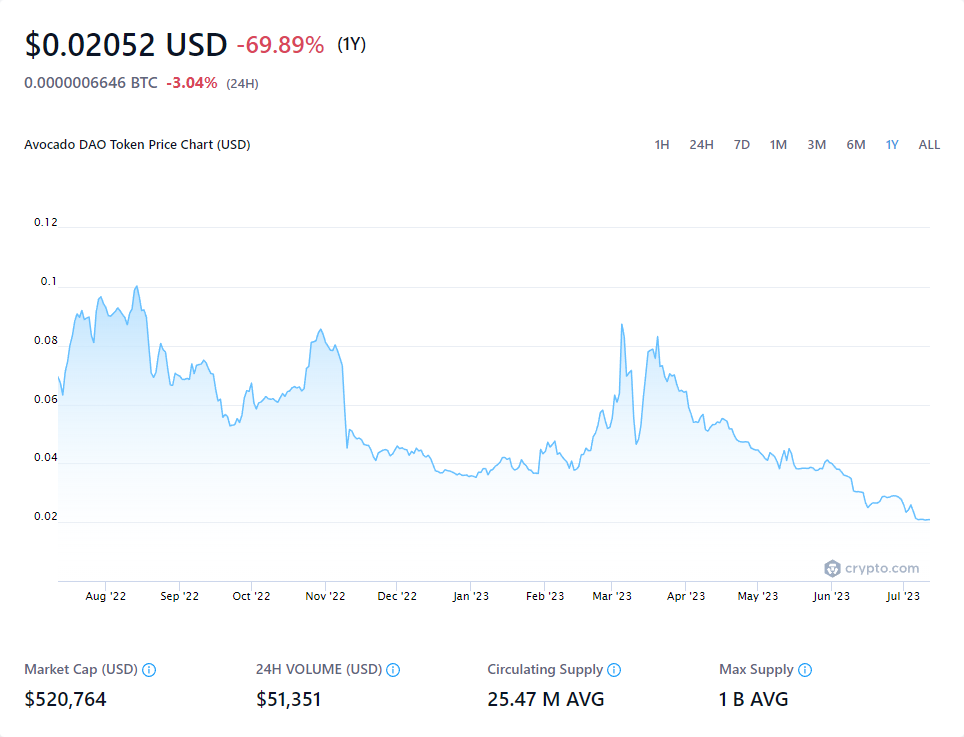 $0.02052 USD -69.89% (1Y)
0.0000006646 BTC -3.04% (24H)
Avocado DAO Token Price Chart (USD) 1H 24H 7D 1M 3M 6M 1Y ALL
0.12
0.1
0.08
0.06
0.04
0.02
crypto.com
Aug '22 Sep '22 Oct '22 Nov '22 Dec '22 Jan '23 Feb '23 Mar '23 Apr '23 May '23 Jun '23 Jul '23
Market Cap (USD) 24H VOLUME (USD) Circulating Supply Max Supply
$520,764 $51,351 25.47 M AVG 1 B AVG